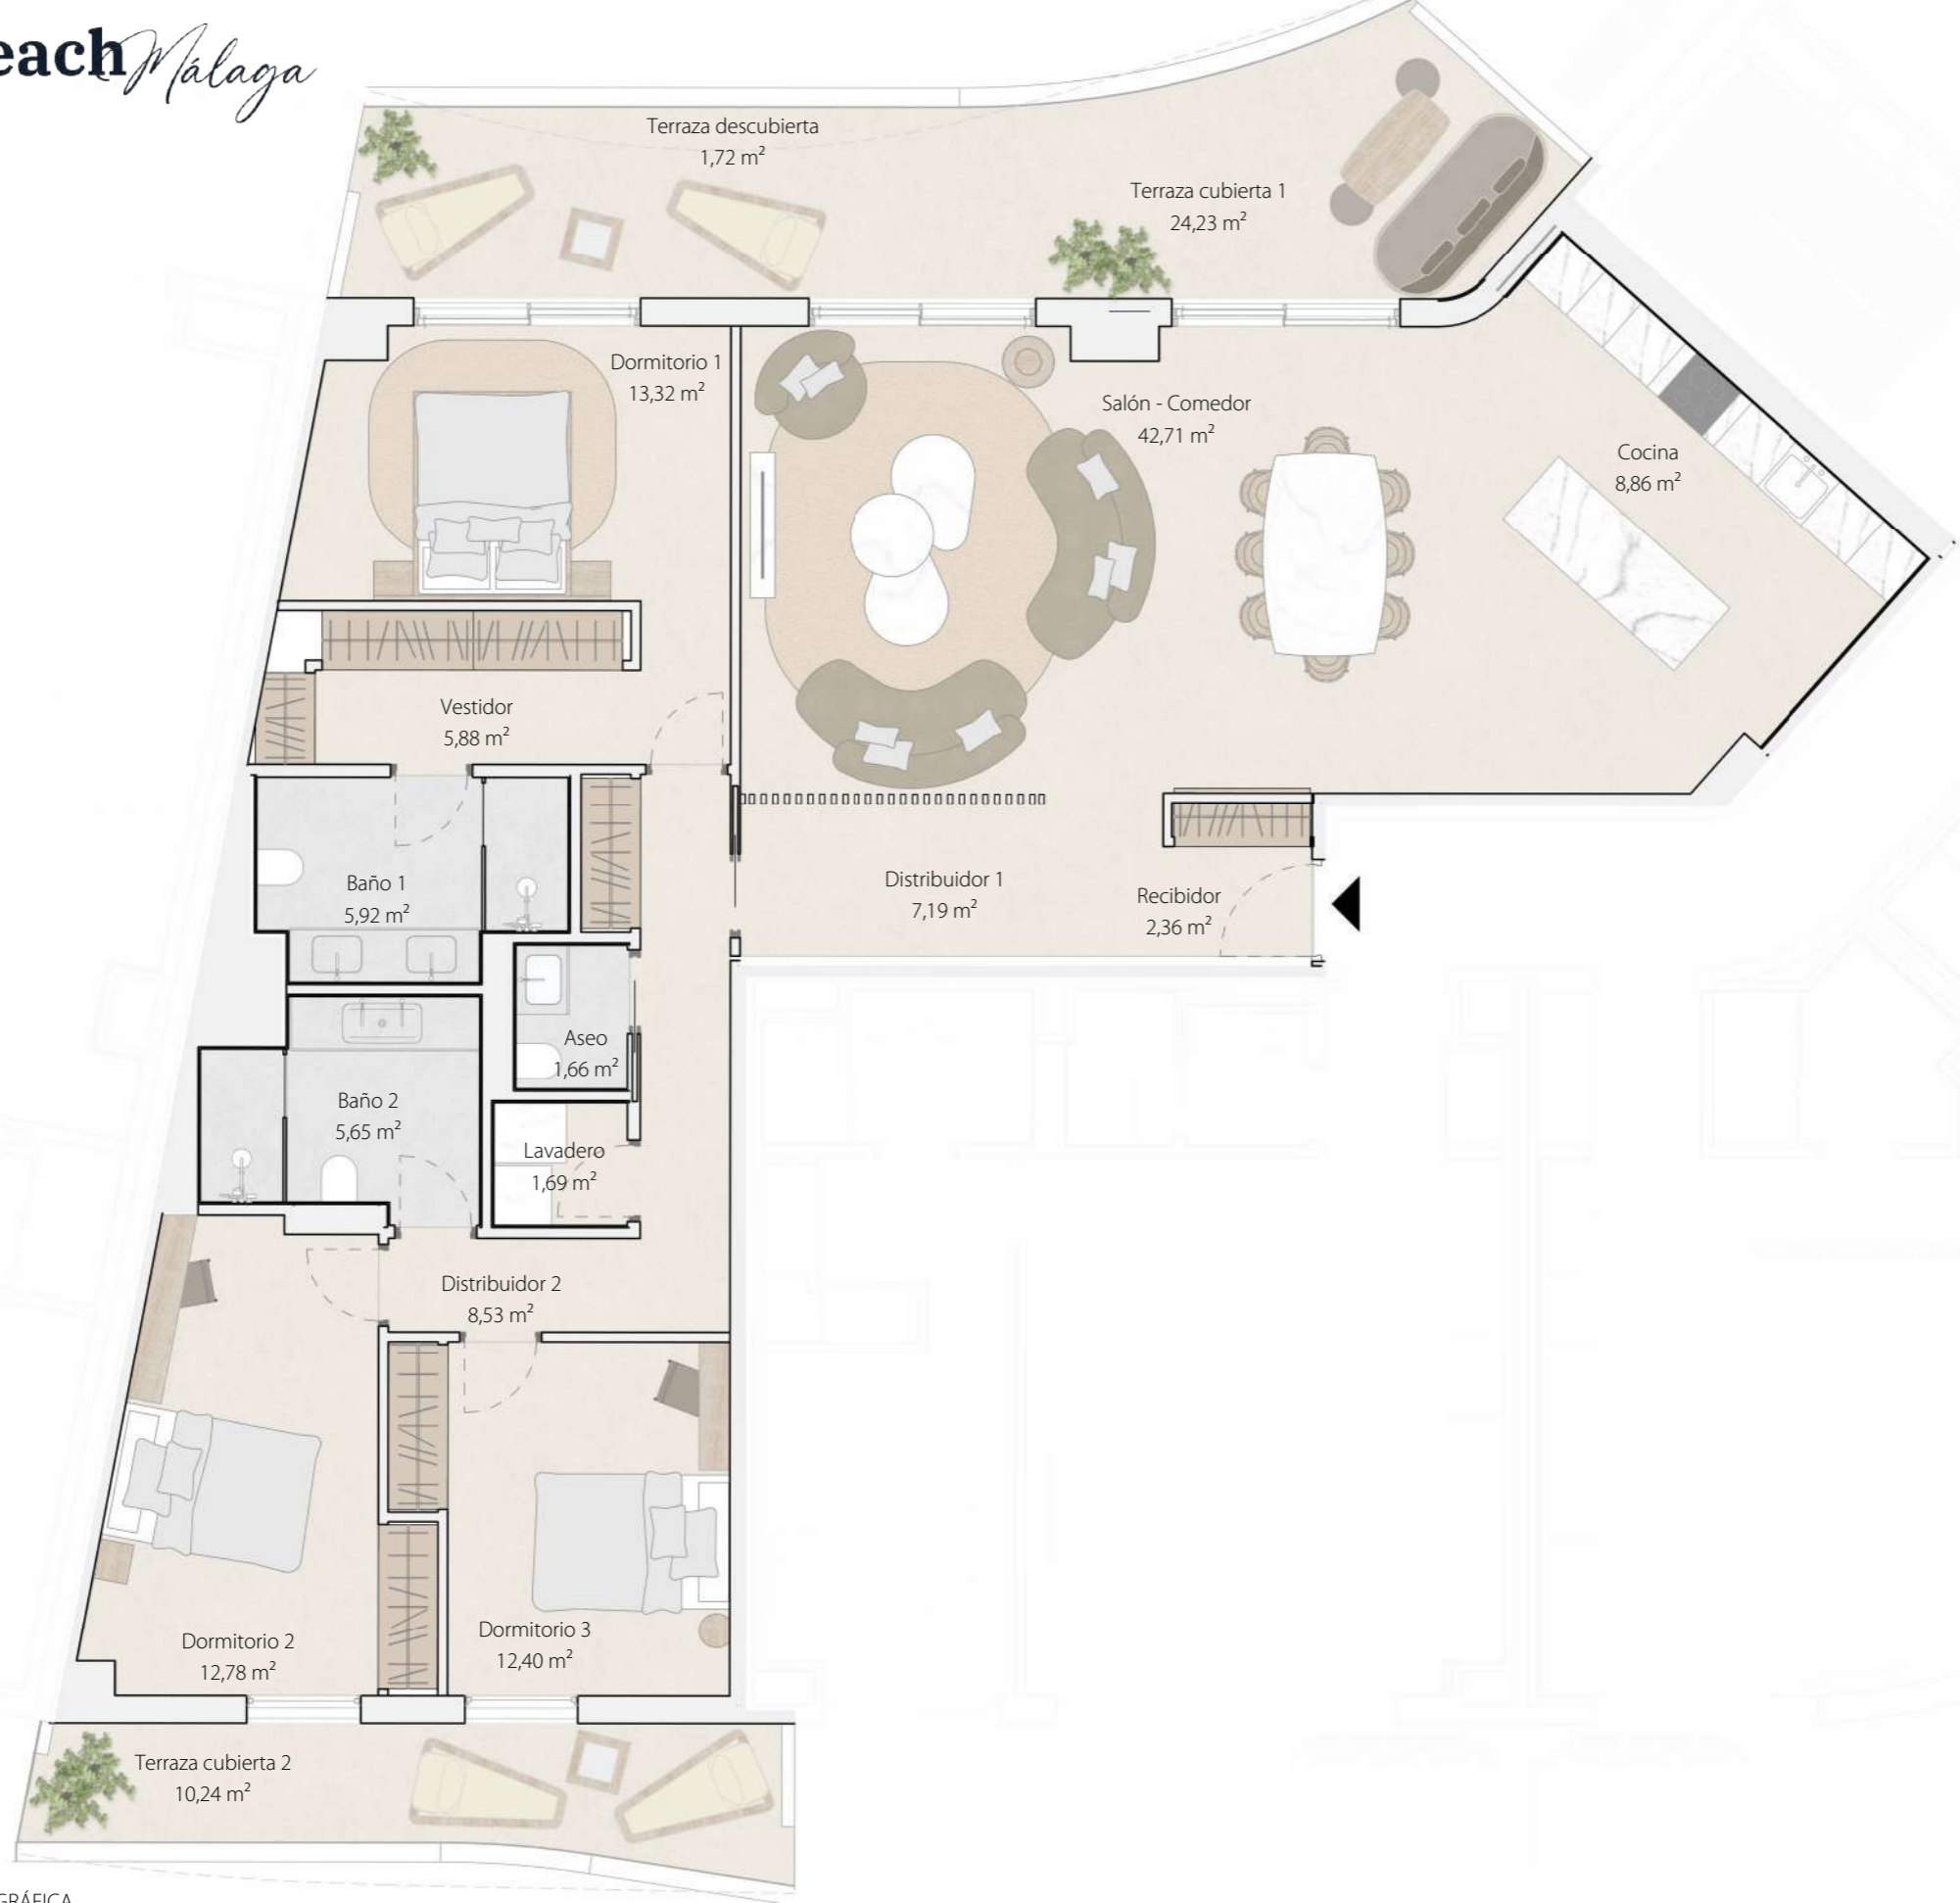 each Málaga
Terraza descubierta
1,72 m²
Terraza cubierta 1
24,23 m²
Dormitorio 1
13,32 m²
Salón - Comedor
42,71 m²
Cocina
8,86 m²
Vestidor
5,88 m²
Baño 1
5,92 m²
Distribuidor 1
7,19 m²
Recibidor
2,36 m²
Aseo
1,66 m²
Baño 2
5,65 m²
Lavadero
1,69 m²
Distribuidor 2
8,53 m²
Dormitorio 2
12,78 m²
Dormitorio 3
12,40 m²
Terraza cubierta 2
10,24 m²
GRÁFICA